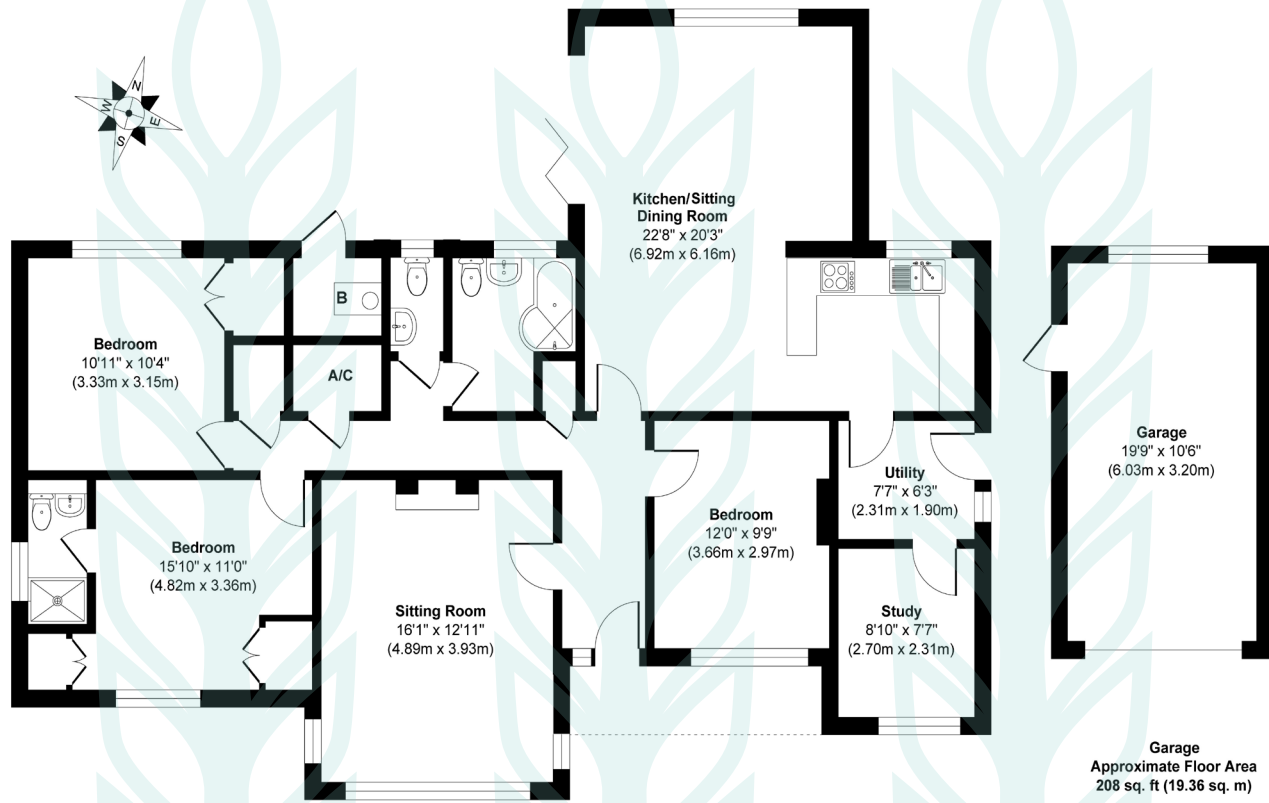 N
W
E
S
Kitchen/Sitting
Dining Room
22'8" x 20'3"
(6.92m x 6.16m)
B
Bedroom
10'11" x 10'4"
(3.33m x 3.15m)
A/C
Garage
19'9" x 10'6"
(6.03m x 3.20m)
Utility
7'7" x 6'3"
(2.31m x 1.90m)
Bedroom
12'0" x 9'9"
(3.66m x 2.97m)
Bedroom
15'10" x 11'0"
(4.82m x 3.36m)
Sitting Room
16'1" x 12'11"
(4.89m x 3.93m)
Study
8'10" x 7'7"
(2.70m x 2.31m)
Garage
Approximate Floor Area
208 sq. ft (19.36 sq. m)